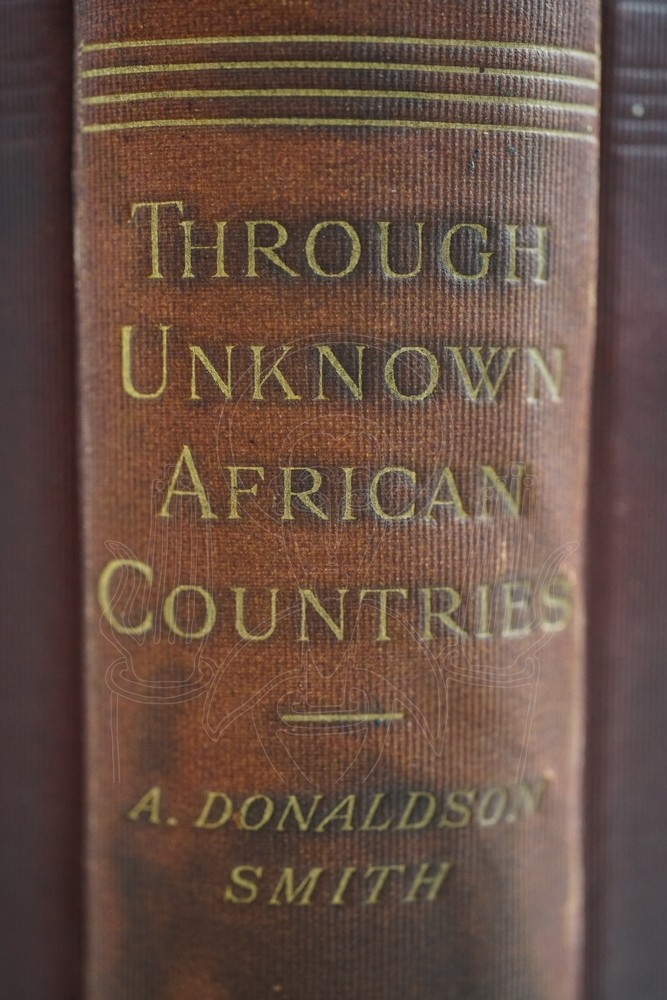 THROUGH
UNKNOWN
AFRICAN
COUNTRIES
A. DONALDSON
SMITH